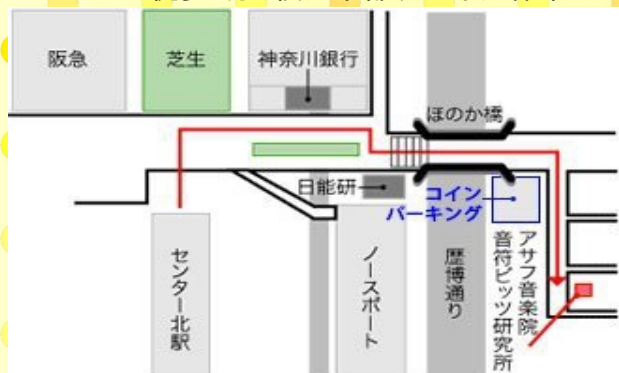 阪急
芝生
神奈川銀行
ほのか橋
日能研
コイン
パーキング
センター北駅
ノースポート
歴博通り
アサフ音楽院
音符ビッツ研究所